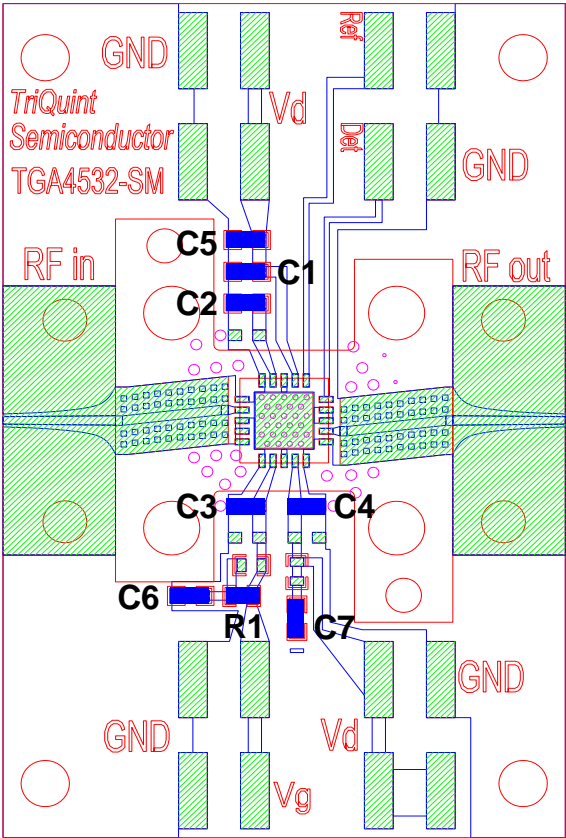 GND
Ref
TriQuint
Vd
Semiconductor
Det
TGA4532-SM
GND
C5
RF in
C1
RF out
C2
C3
C4
C6
R1
C7
GND
GND
Vd
Vg